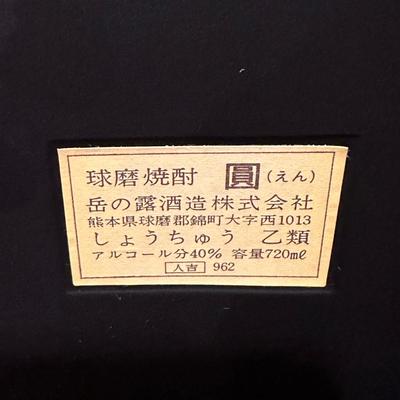 球磨焼酎 圓(えん)
岳の露酒造株式会社
熊本県球磨郡錦町大字西1013
しょうちゅう 乙類
アルコール分40% 容量720mℓ
人吉 962